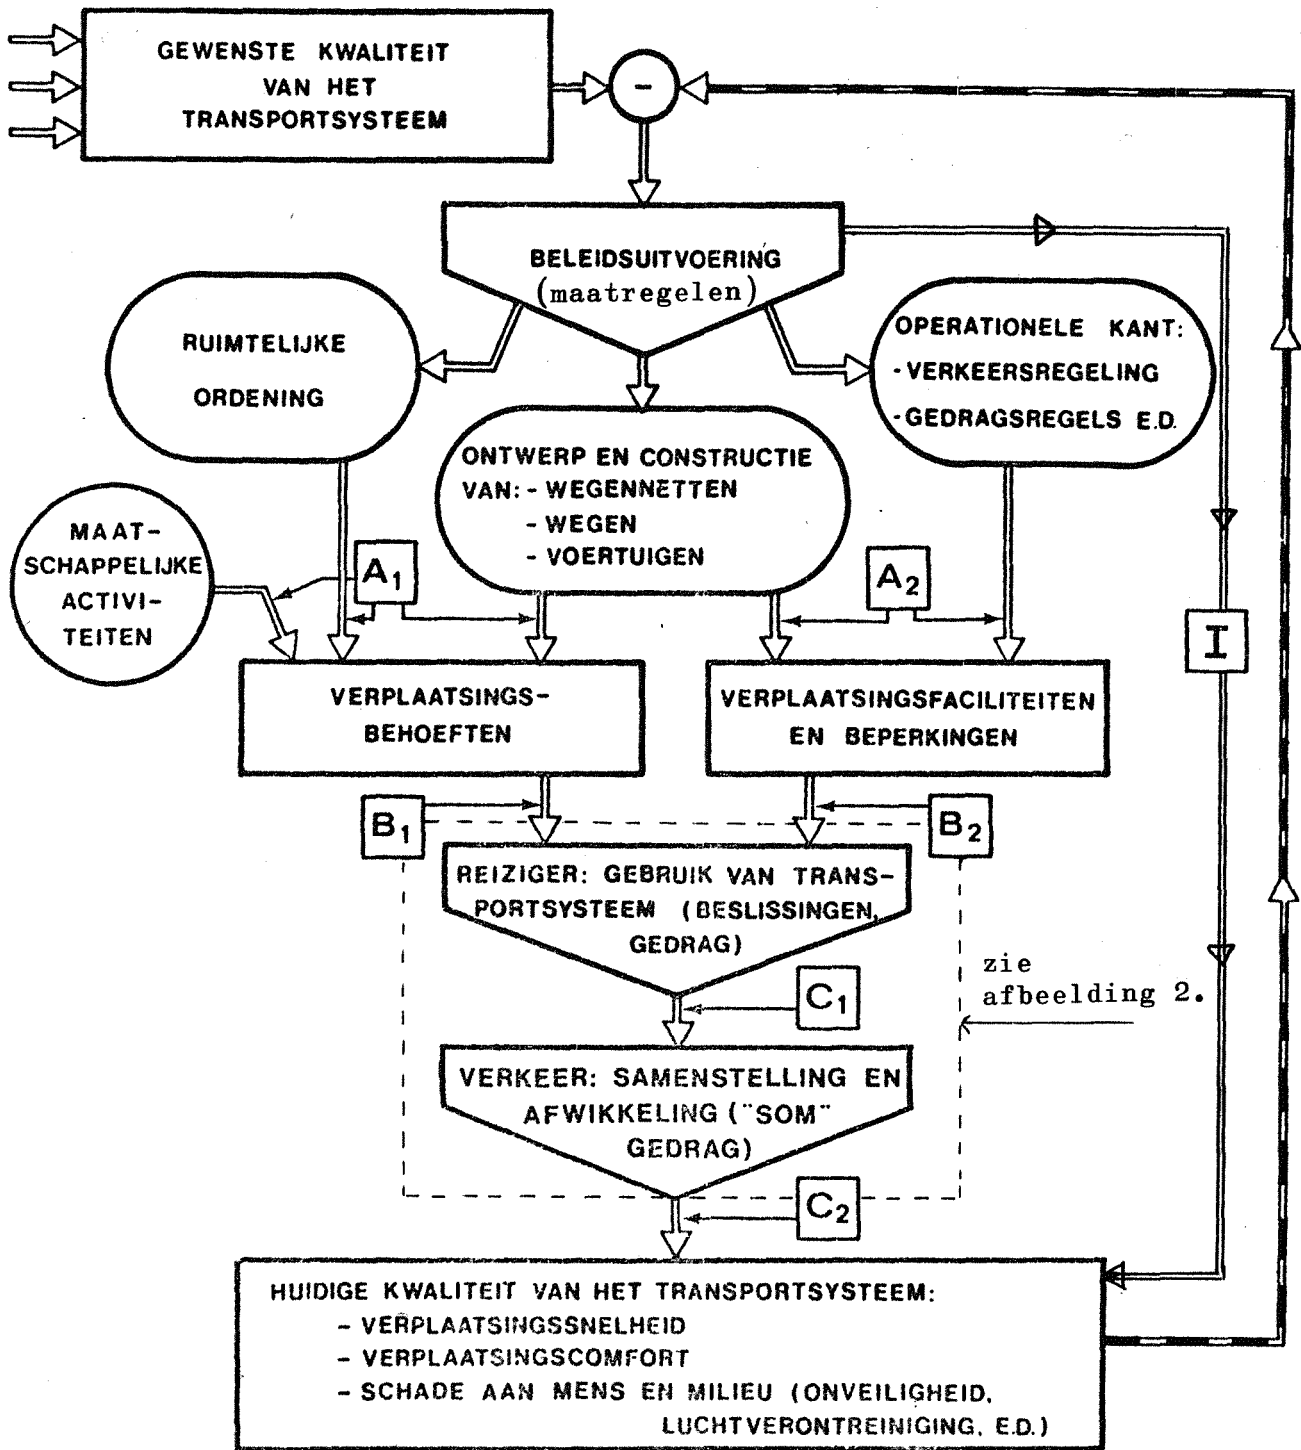 GEWENSTE KWALITEIT
VAN HET
TRANSPORTSYSTEEM
-
BELEIDSUITVOERING
(maatregelen)
RUIMTELIJKE
ORDENING
OPERATIONELE KANT:
- VERKEERSREGELING
- GEDRAGSREGELS E.D.
ONTWERP EN CONSTRUCTIE
VAN: - WEGENNETTEN
- WEGEN
- VOERTUIGEN
MAAT-
SCHAPPELIJKE
ACTIVI-
TEITEN
A1
A2
I
VERPLAATSINGS-
BEHOEFTEN
VERPLAATSINGSFACILITEITEN
EN BEPERKINGEN
B1
B2
REIZIGER: GEBRUIK VAN TRANS-
PORTSYSTEEM (BESLISSINGEN,
GEDRAG)
zie
afbeelding 2.
C1
VERKEER: SAMENSTELLING EN
AFWIKKELING ("SOM"
GEDRAG)
C2
HUIDIGE KWALITEIT VAN HET TRANSPORTSYSTEEM:
- VERPLAATSINGSSNELHEID
- VERPLAATSINGSCOMFORT
- SCHADE AAN MENS EN MILIEU (ONVEILIGHEID,
LUCHTVERONTREINIGING, E.D.)